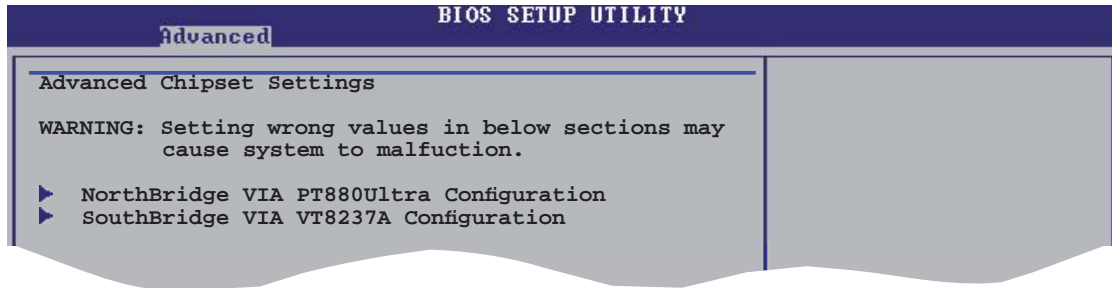 BIOS SETUP UTILITY
Advanced
Advanced Chipset Settings
WARNING: Setting wrong values in below sections may
cause system to malfuction.
NorthBridge VIA PT880Ultra Configuration
SouthBridge VIA VT8237A Configuration